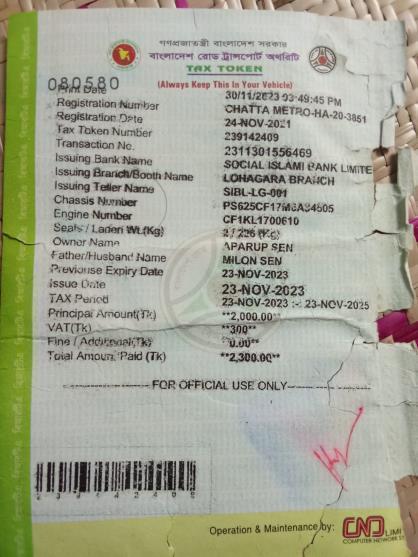 গণপ্রজাতন্ত্রী বাংলাদেশ সরকার
বাংলাদেশ রোড ট্রান্সপোর্ট অথরিটি
TAX TOKEN
(Always Keep This in Your Vehicle)
080580
Print Date 30/11/2023 03:49:45 PM
Registration Number CHATTA METRO-HA-20-3851
Registration Date 24-NOV-2021
Tax Token Number 239142409
Transaction No. 2311301556469
Issuing Bank Name SOCIAL ISLAMI BANK LIMITE
Issuing Branch/Booth Name LOHAGARA BRANCH
Issuing Teller Name SIBL-LG-001
Chassis Number
Engine Number CF1KL1700610
Seats / Laden Wt.(Kg) (Kg)
Owner Name APARUP SEN
Father/Husband Name MILON SEN
Previouse Expiry Date 23-NOV-2023
Issue Date 23-NOV-2023
TAX Period 23-NOV-2023 23-NOV-2025
Principal Amount(Tk) **2,000.00**
VAT(Tk) **300**
Fine / Additional(Tk) **0.00**
Total Amount Paid (Tk) **2,300.00**
FOR OFFICIAL USE ONLY
Operation & Maintenance by: CNS LIMI
COMPUTER NETWORK S